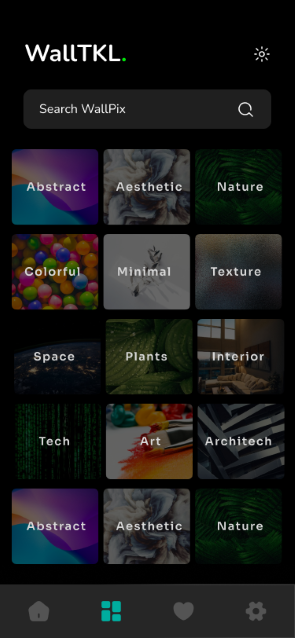 WallTKL.
Search WallPix
Abstract Aesthetic Nature
Colorful Minimal Texture
Space Plants Interior
Tech Art Architech
Abstract Aesthetic Nature